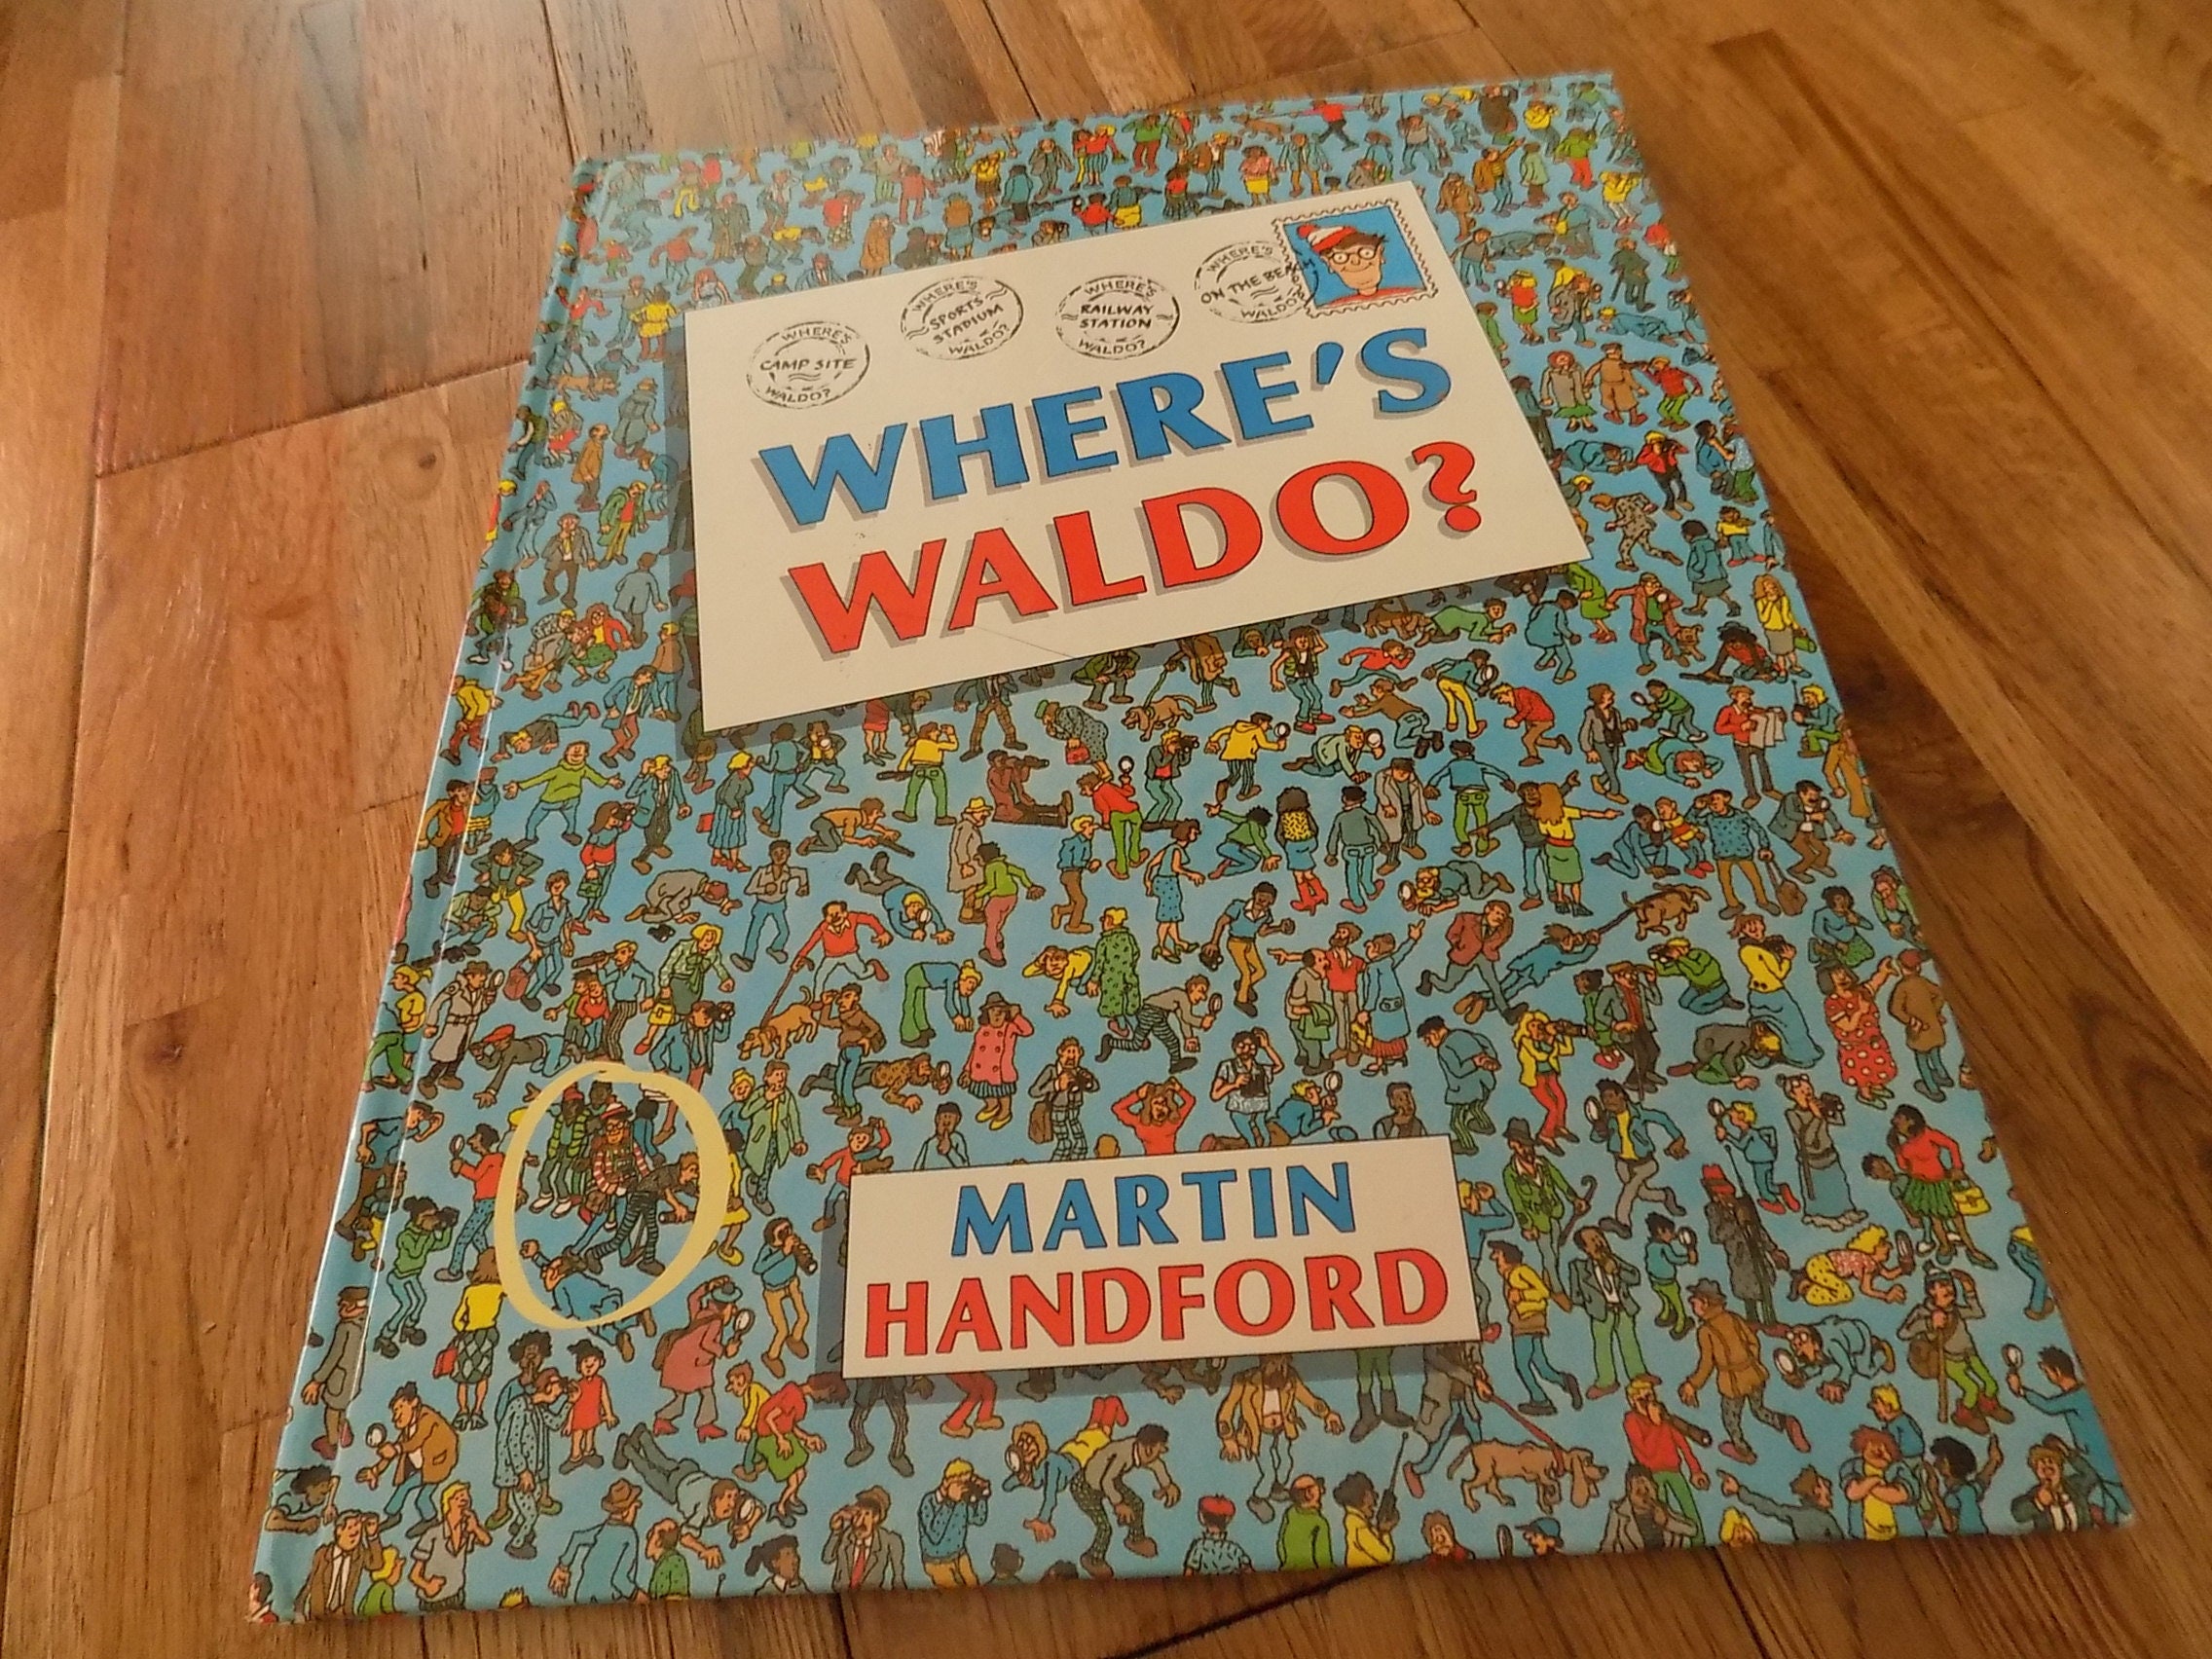 WHERE'S
CAMP SITE
WALDO?
WHERE'S
SPORTS
STADIUM
WALDO?
WHERE'S
RAILWAY
STATION
WALDO?
WHERE'S
ON THE BEACH
WALDO?
WHERE'S
WALDO?
MARTIN
HANDFORD